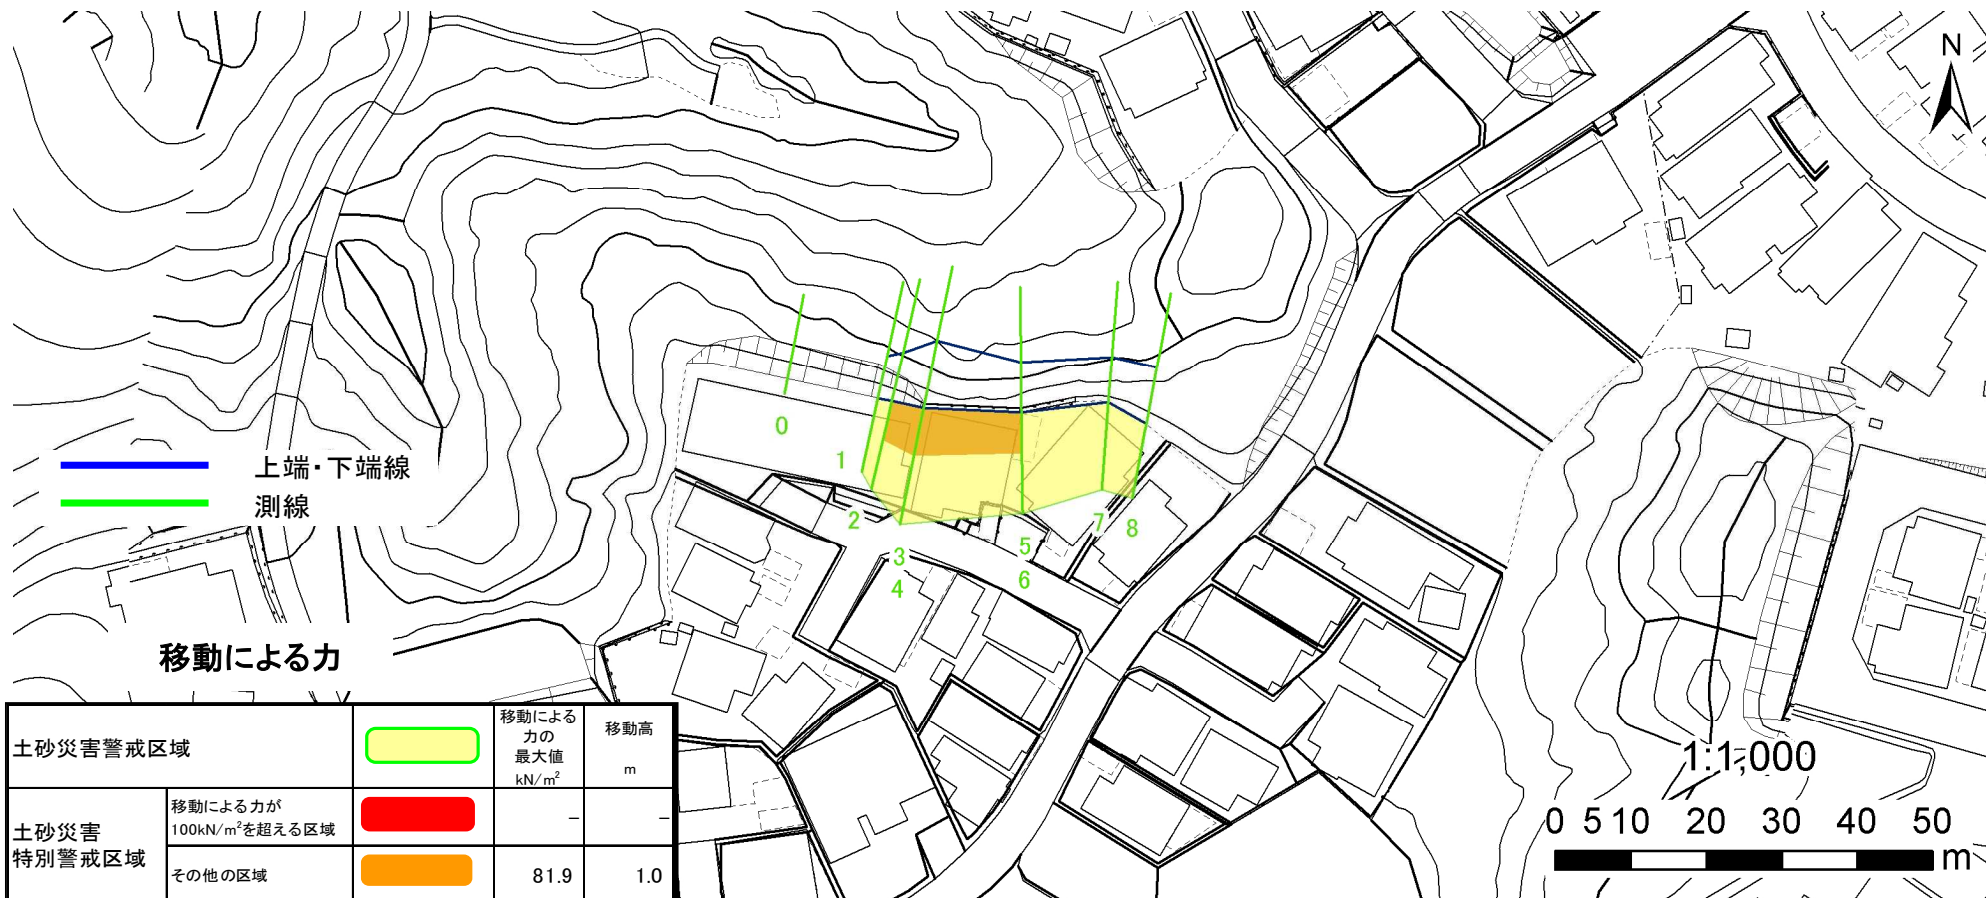 N
0
1
2
3
4
5
6
7
8
上端・下端線
測線
移動による力
土砂災害警戒区域
移動による
力の
最大値
kN/m²
移動高
m
土砂災害
特別警戒区域
移動による力が
100kN/m²を超える区域
－
－
その他の区域
81.9
1.0
1:1,000
0 5 10 20 30 40 50
m